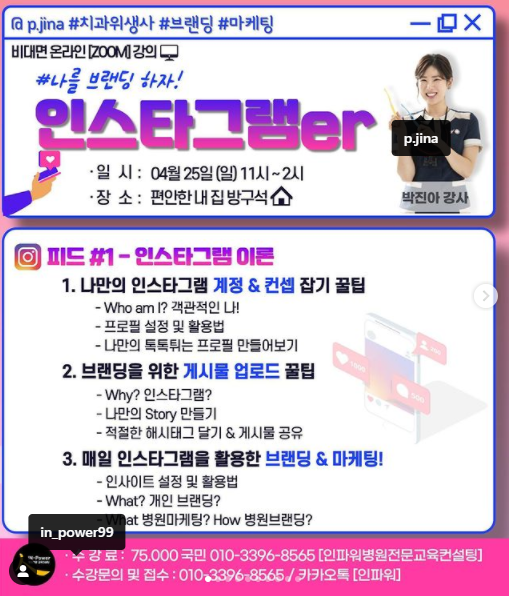 @ p.jina #치과위생사 #브랜딩 #마케팅
비대면 온라인 [ZOOM] 강의
#나를 브랜딩 하자!
인스타그램er
p.jina
· 일 시 : 04월 25일 (일) 11시~2시
· 장 소 : 편안한 내 집 방구석
박진아 강사
피드 #1 - 인스타그램 이론
1. 나만의 인스타그램 계정 & 컨셉 잡기 꿀팁
- Who am I? 객관적인 나!
- 프로필 설정 및 활용법
- 나만의 톡톡튀는 프로필 만들어보기
2. 브랜딩을 위한 게시물 업로드 꿀팁
- Why? 인스타그램?
- 나만의 Story 만들기
- 적절한 해시태그 달기 & 게시물 공유
3. 매일 인스타그램을 활용한 브랜딩 & 마케팅!
- 인사이트 설정 및 활용법
- What? 개인 브랜딩?
- What 병원마케팅? How 병원브랜딩?
in_power99
· 수 강 료 : 75.000 국민 010-3396-8565 [인파워병원전문교육컨설팅]
· 수강문의 및 접수 : 010-3396-8565 / 카카오톡 [인파워]